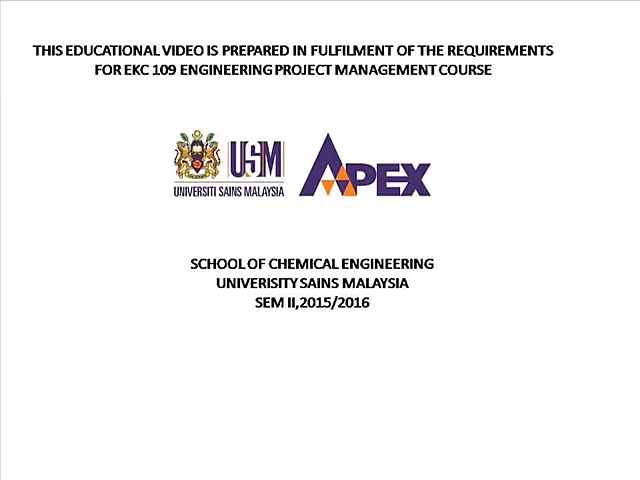 THIS EDUCATIONAL VIDEO IS PREPARED IN FULFILMENT OF THE REQUIREMENTS
FOR EKC 109 ENGINEERING PROJECT MANAGEMENT COURSE
USM
UNIVERSITI SAINS MALAYSIA
APEX
SCHOOL OF CHEMICAL ENGINEERING
UNIVERISITY SAINS MALAYSIA
SEM II,2015/2016